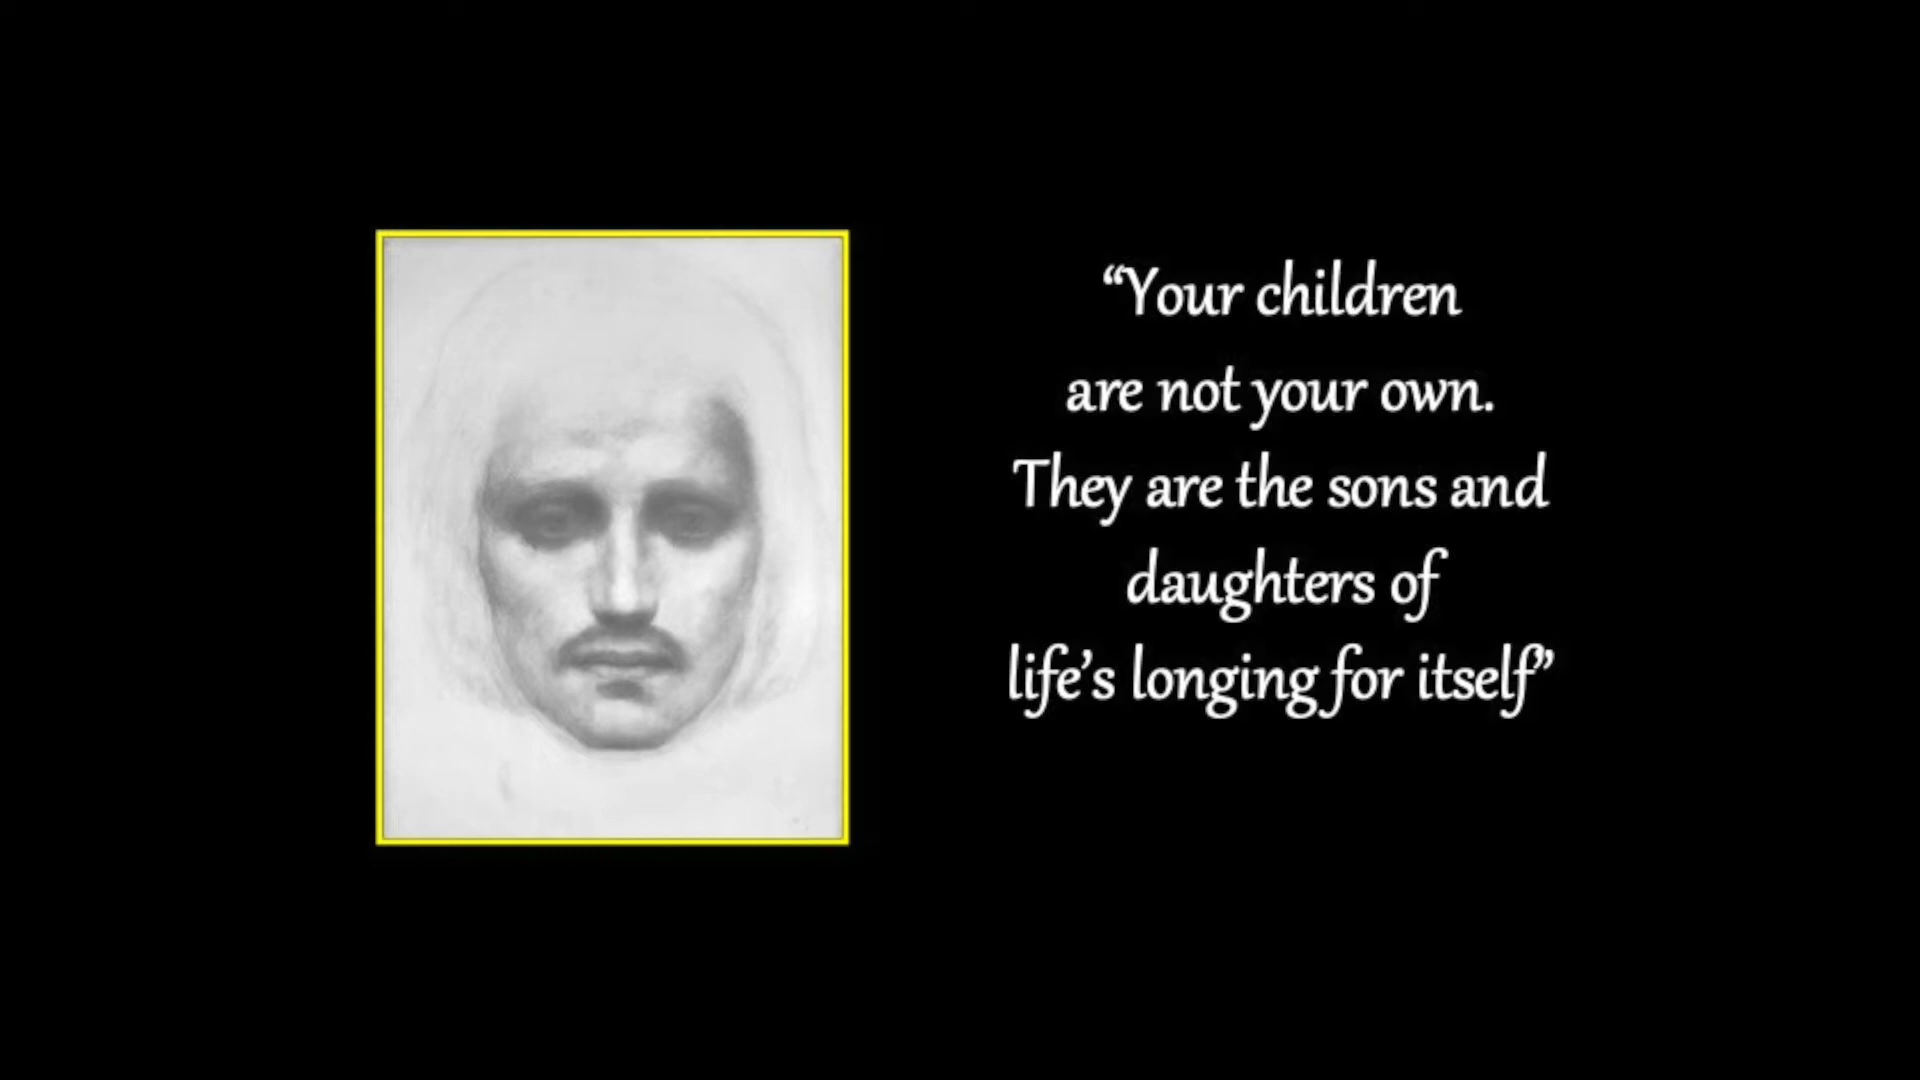 “Your children
are not your own.
They are the sons and
daughters of
life’s longing for itself”